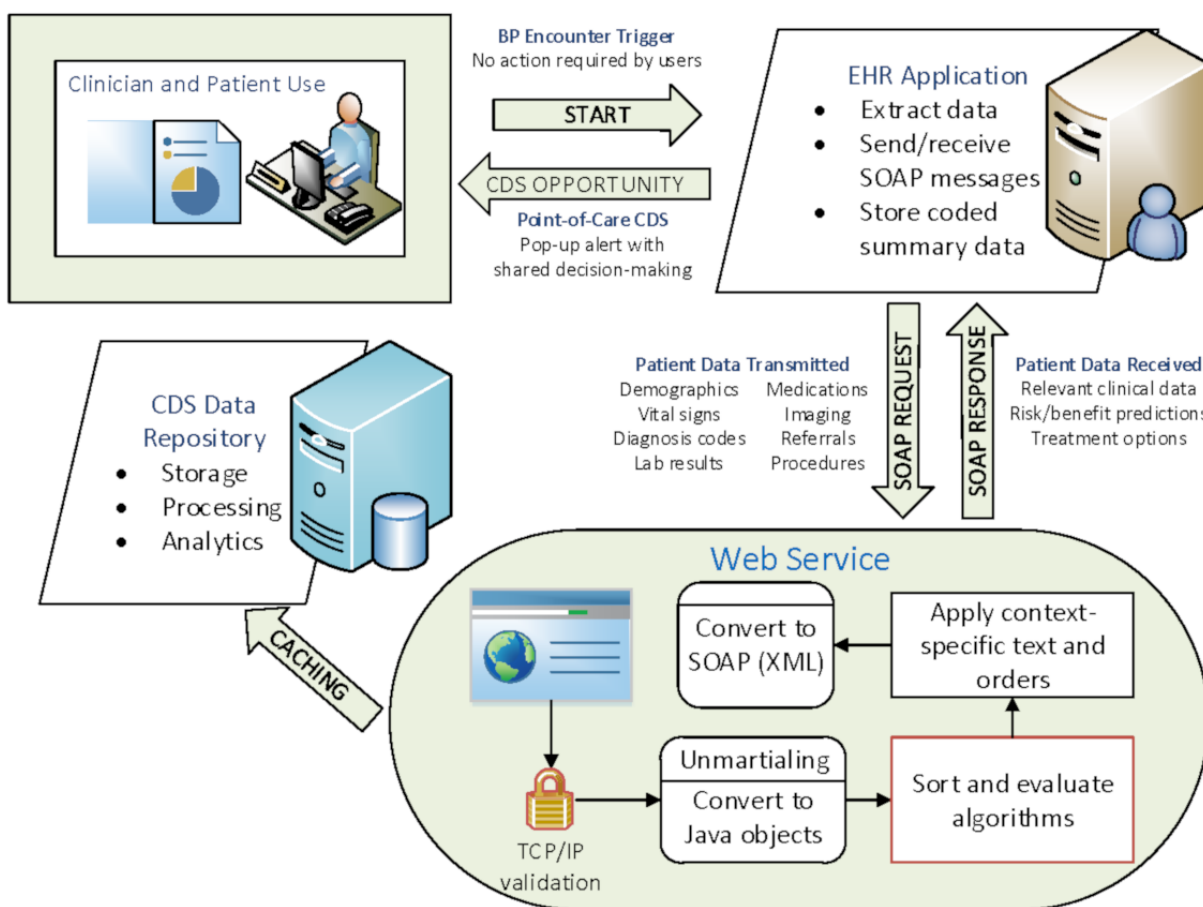 Clinician and Patient Use
BP Encounter Trigger
No action required by users
START
CDS OPPORTUNITY
Point-of-Care CDS
Pop-up alert with
shared decision-making
EHR Application
• Extract data
• Send/receive
SOAP messages
• Store coded
summary data
CDS Data
Repository
• Storage
• Processing
• Analytics
Patient Data Transmitted
Demographics
Medications
Vital signs
Imaging
Diagnosis codes
Referrals
Lab results
Procedures
SOAP REQUEST
SOAP RESPONSE
Patient Data Received
Relevant clinical data
Risk/benefit predictions
Treatment options
CACHING
Web Service
Convert to
SOAP (XML)
Apply context-
specific text and
orders
TCP/IP
validation
Unmartialing
Convert to
Java objects
Sort and evaluate
algorithms